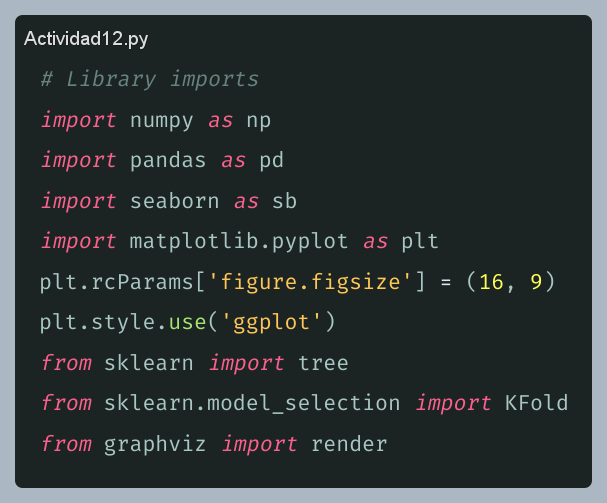 Actividad12.py
# Library imports
import numpy as np
import pandas as pd
import seaborn as sb
import matplotlib.pyplot as plt
plt.rcParams['figure.figsize'] = (16, 9)
plt.style.use('ggplot')
from sklearn import tree
from sklearn.model_selection import KFold
from graphviz import render